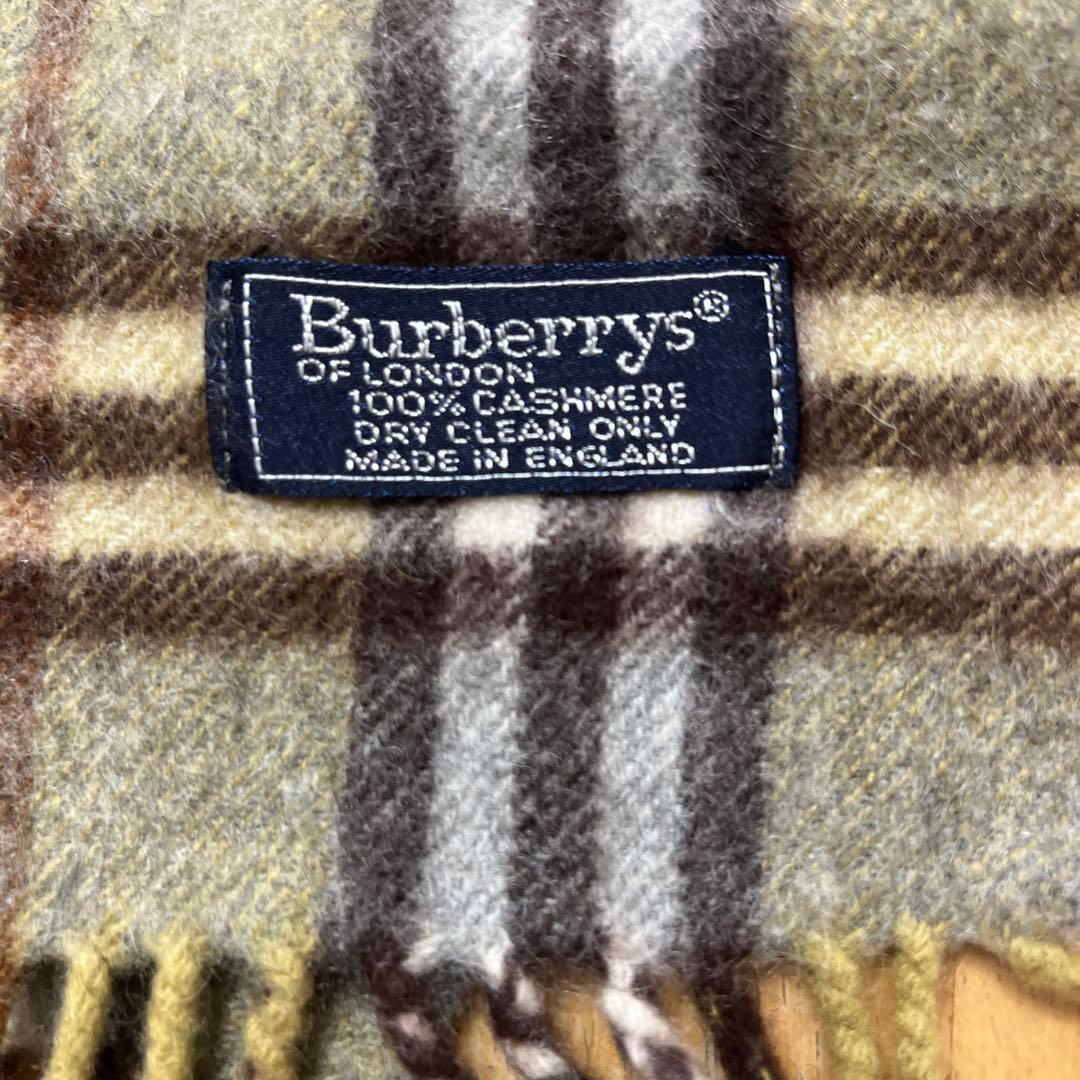 Burberrys®
OF LONDON
100% CASHMERE
DRY CLEAN ONLY
MADE IN ENGLAND